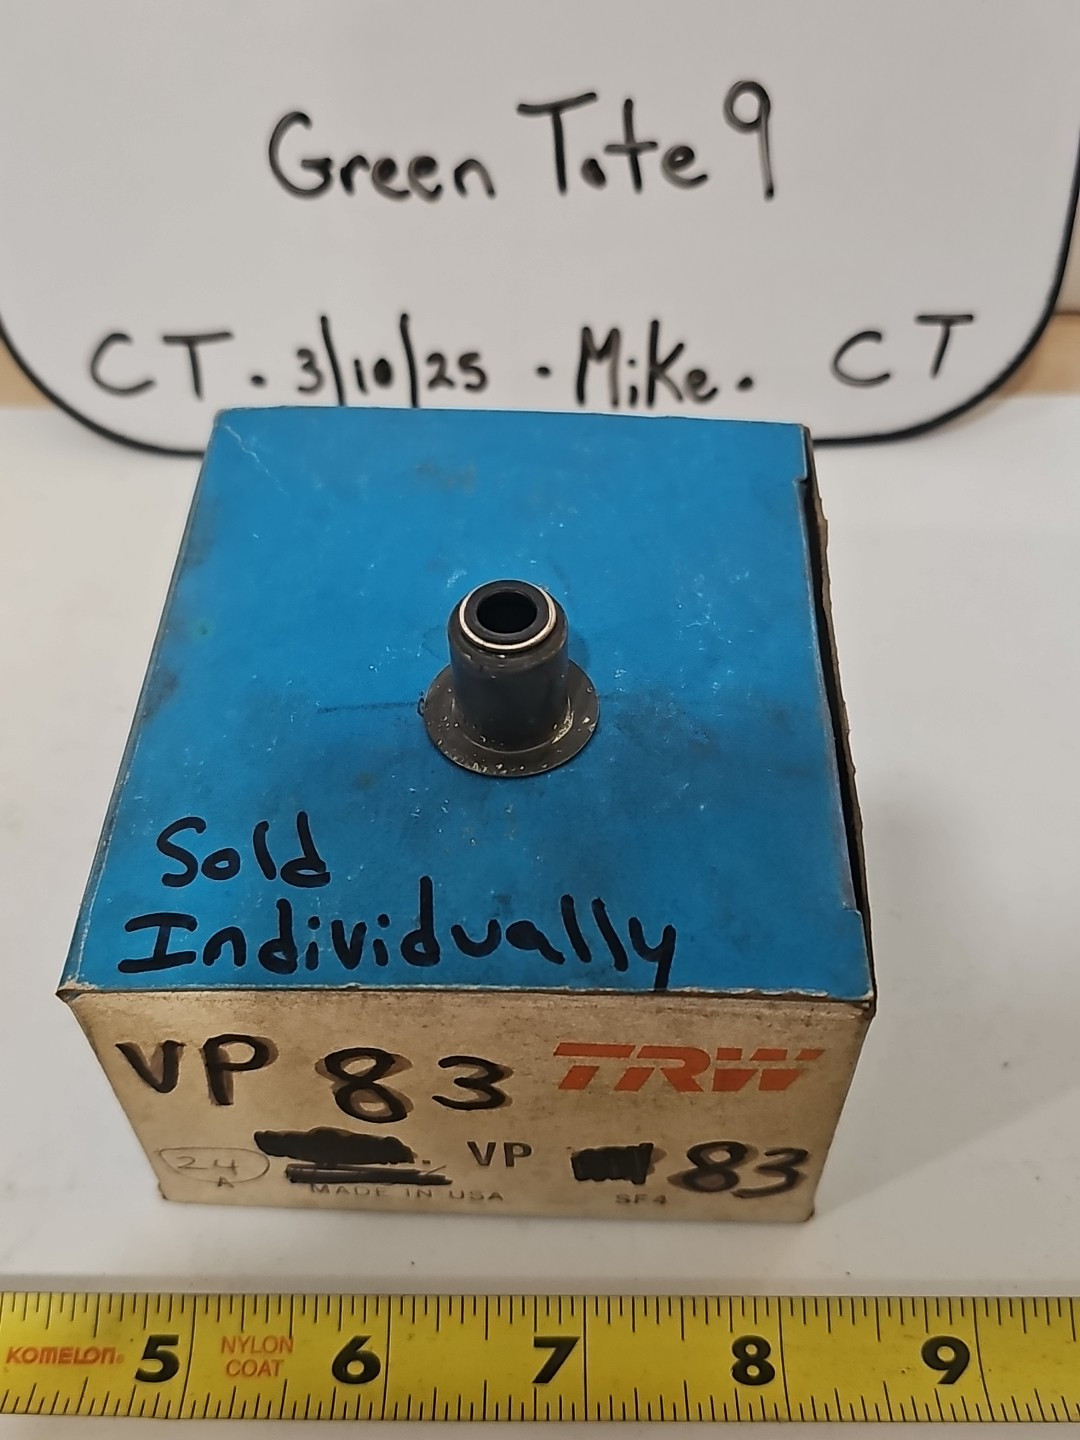 Green Tote 9
CT . 3/10/25 . Mike . CT
Sold
Individually
VP 83 TRW
24 . VP 83
A MADE IN USA SF4
KOMELON® 5 NYLON COAT 6 7 8 9